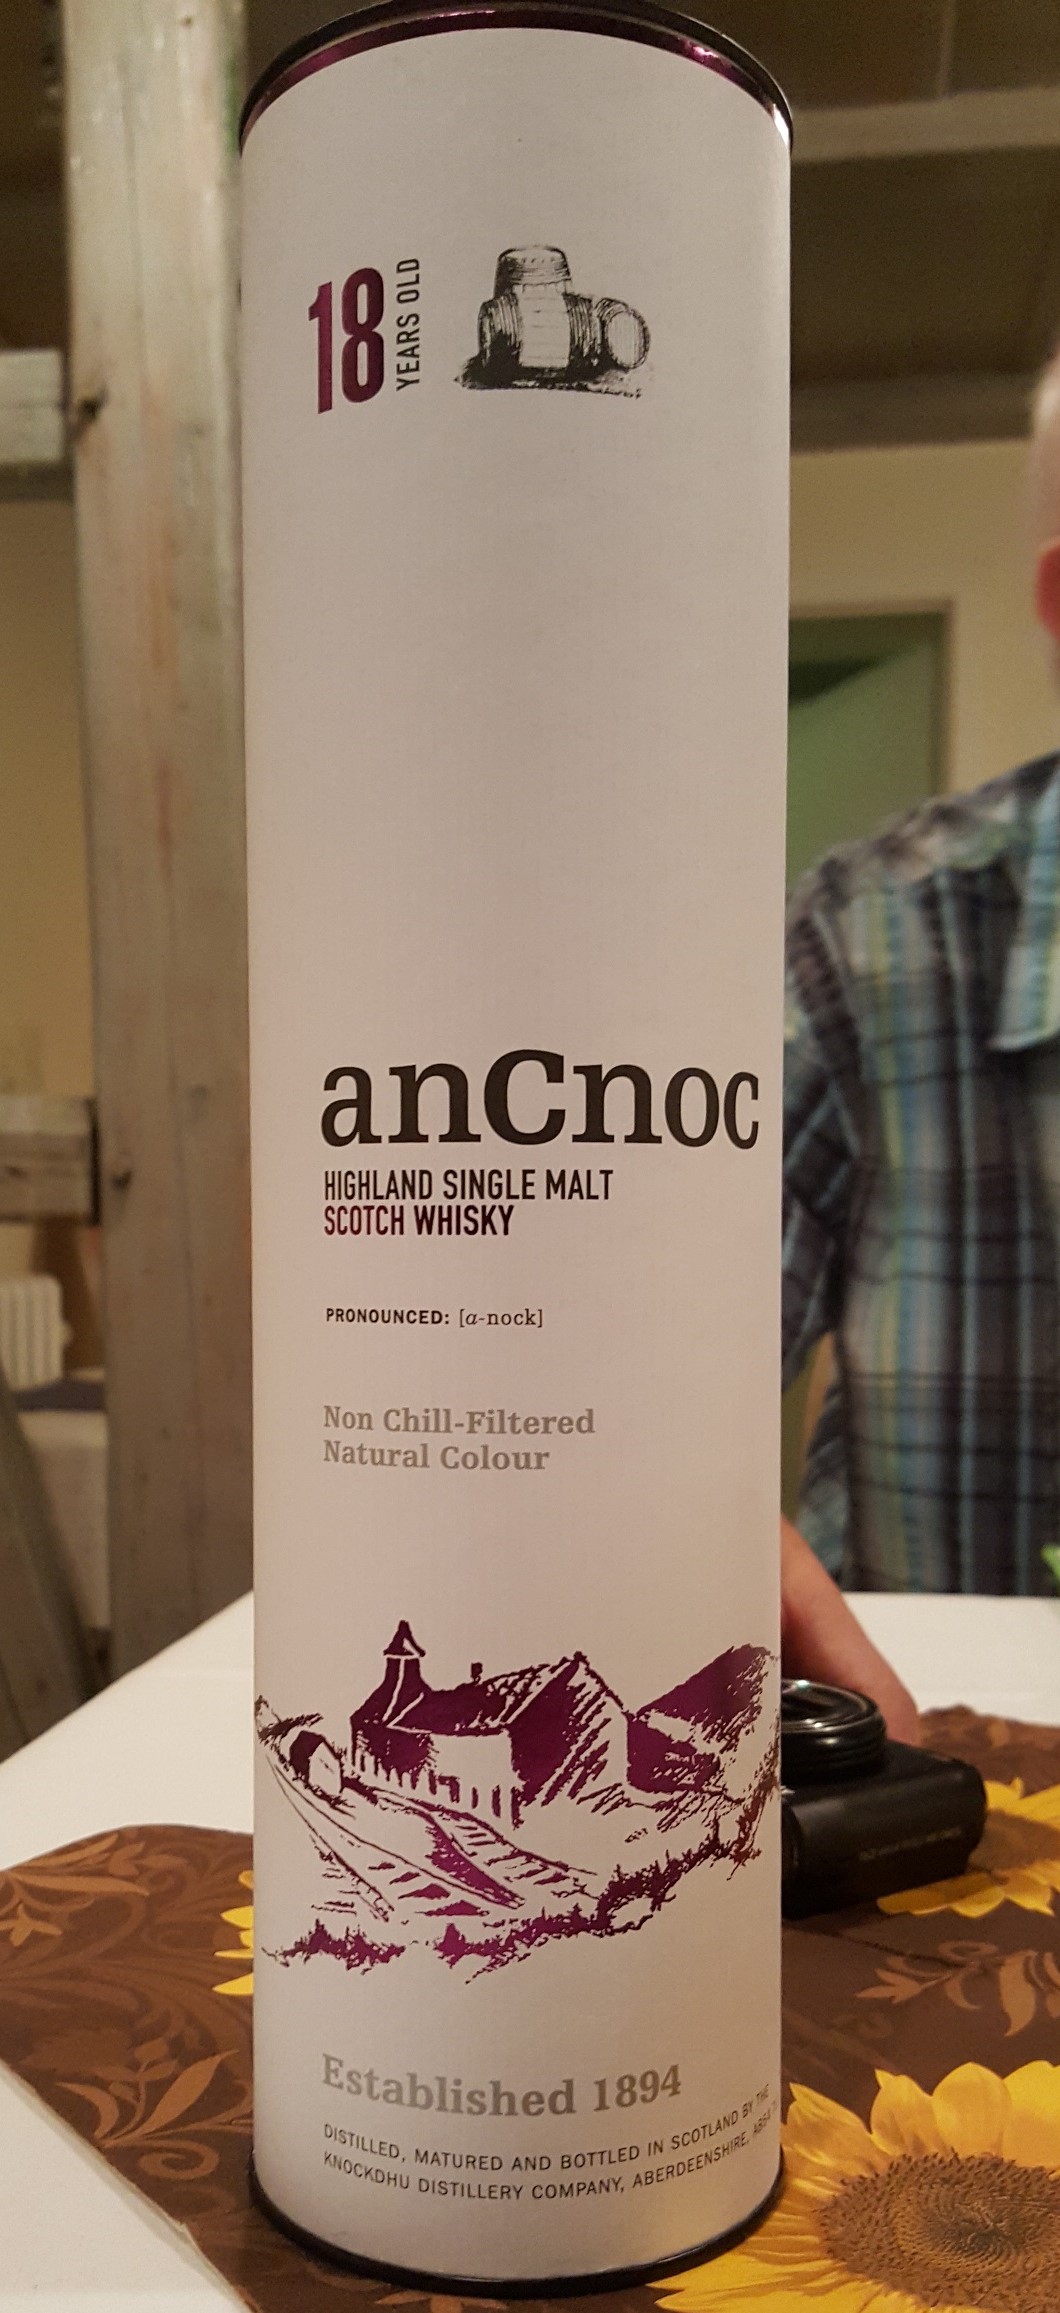 18 YEARS OLD
anCnoc
HIGHLAND SINGLE MALT
SCOTCH WHISKY
PRONOUNCED: [a-nock]
Non Chill-Filtered
Natural Colour
Established 1894
DISTILLED, MATURED AND BOTTLED IN SCOTLAND BY THE
KNOCKDHU DISTILLERY COMPANY, ABERDEENSHIRE, AB54